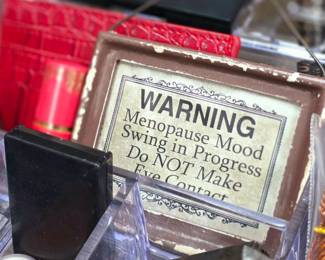 WARNING
Menopause Mood
Swing in Progress
Do NOT Make
Eye Contact